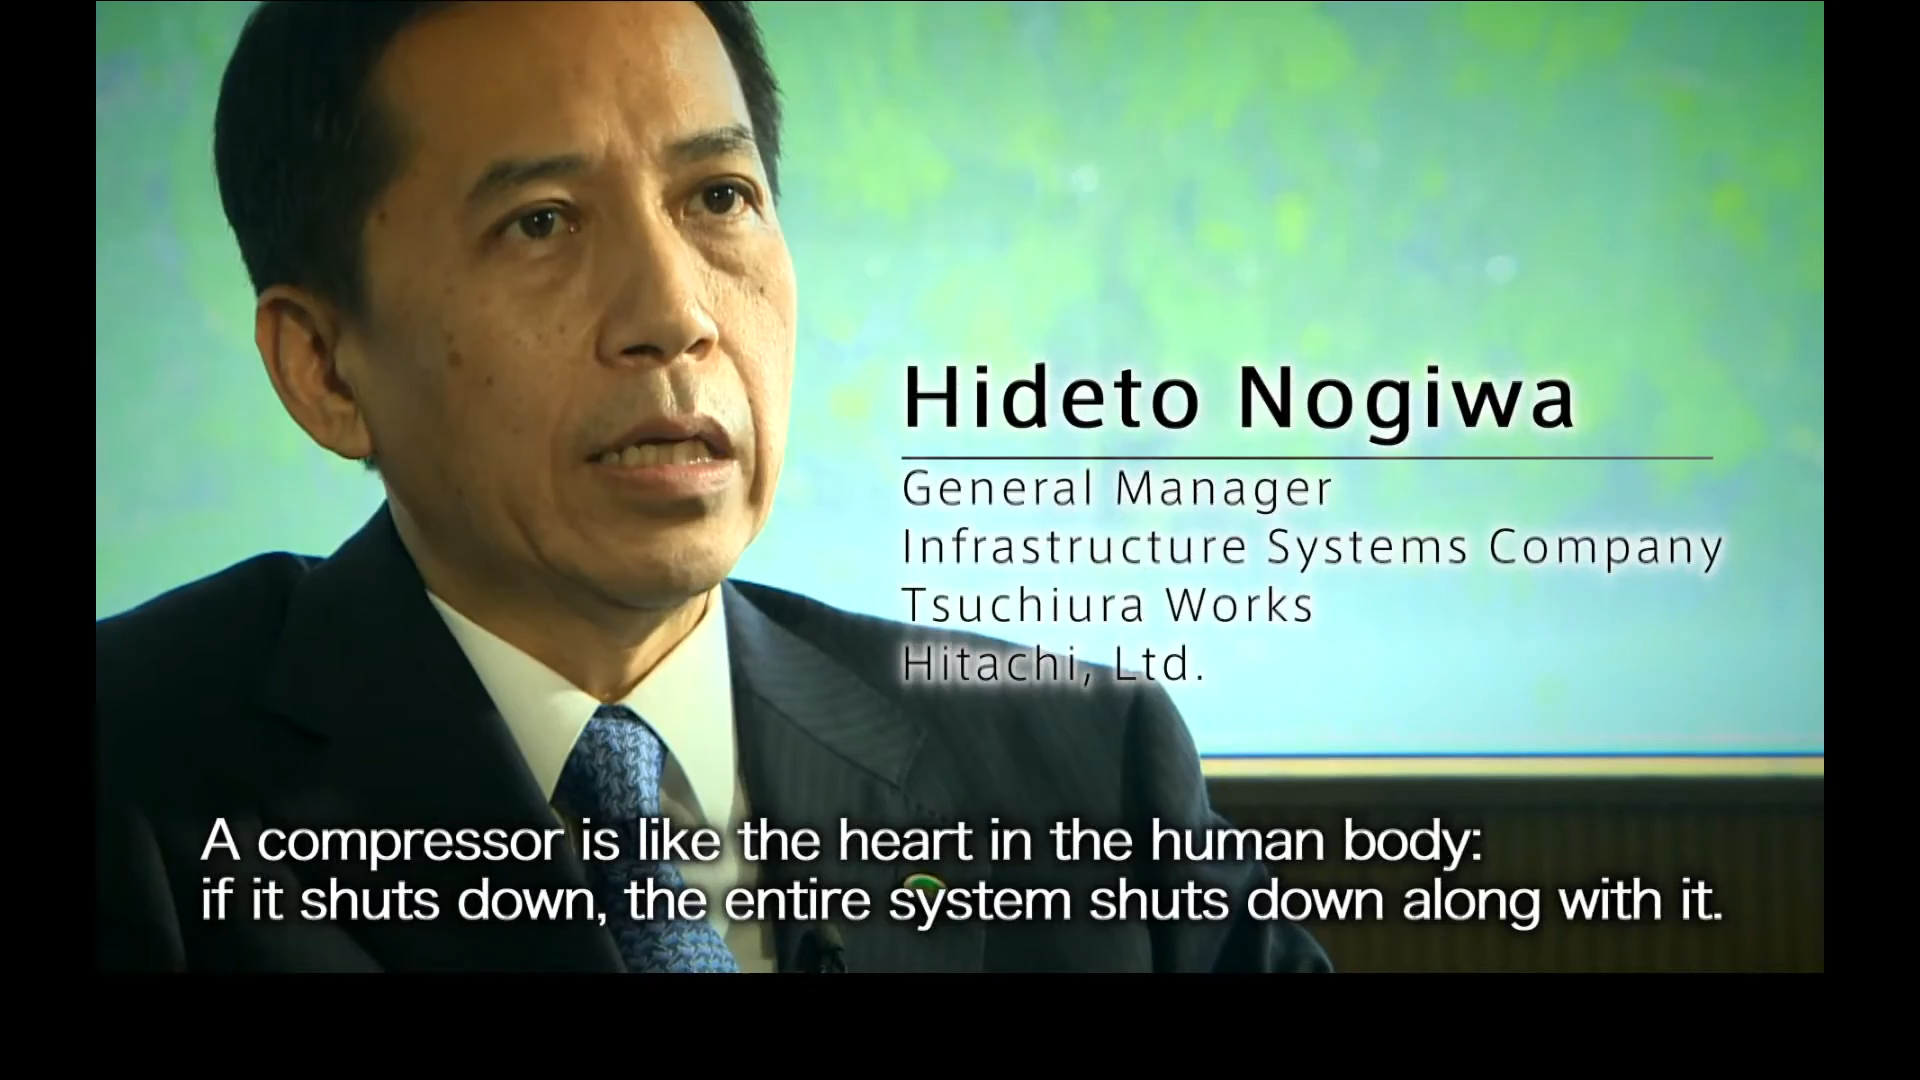 Hideto Nogiwa
General Manager
Infrastructure Systems Company
Tsuchiura Works
Hitachi, Ltd.
A compressor is like the heart in the human body:
if it shuts down, the entire system shuts down along with it.